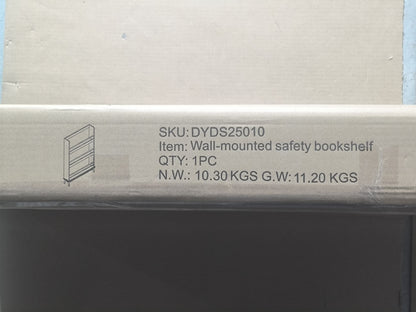 SKU: DYDS25010
Item: Wall-mounted safety bookshelf
QTY: 1PC
N.W.: 10.30 KGS G.W: 11.20 KGS